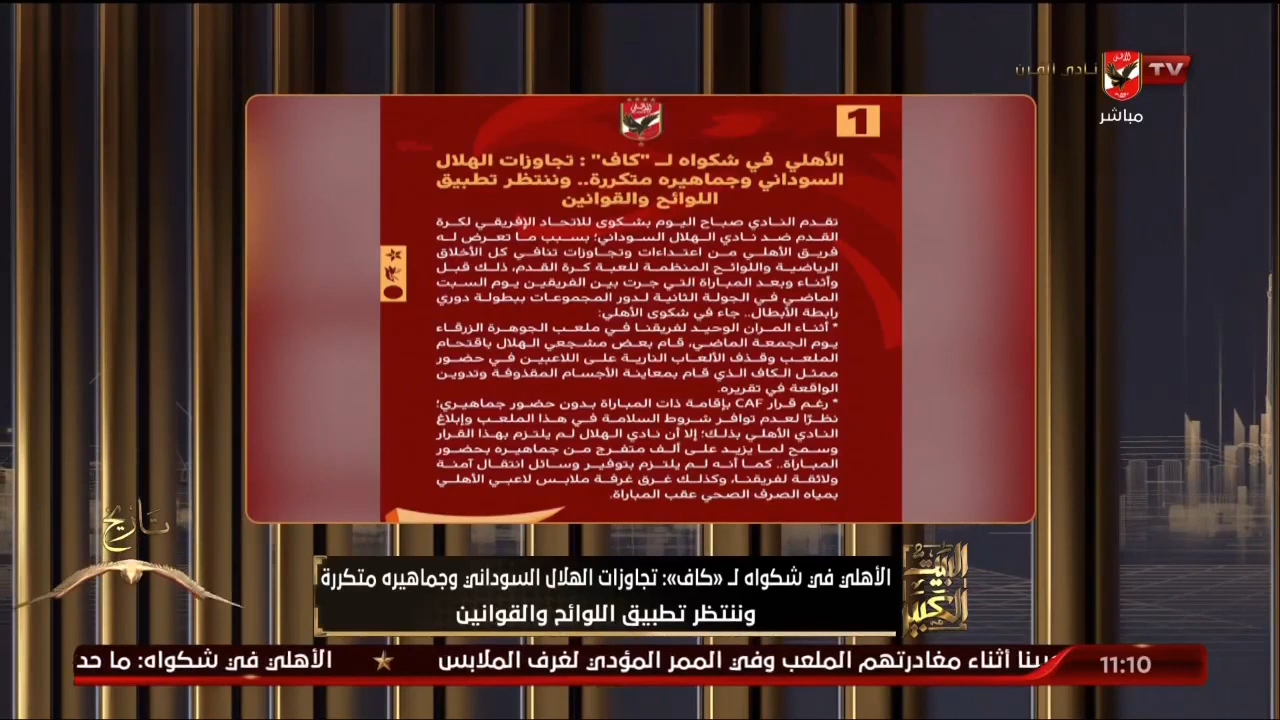 نادي القرن
TV
مباشر
1
الأهلي في شكواه لـ "كاف" : تجاوزات الهلال
السوداني وجماهيره متكررة.. وننتظر تطبيق
اللوائح والقوانين
تقدم النادي صباح اليوم بشكوى للاتحاد الإفريقي لكرة
القدم ضد نادي الهلال السوداني؛ بسبب ما تعرض له
فريق الأهلي من اعتداءات وتجاوزات تنافي كل الأخلاق
الرياضية واللوائح المنظمة للعبة كرة القدم، ذلك قبل
وأثناء وبعد المباراة التي جرت بين الفريقين يوم السبت
الماضي في الجولة الثانية لدور المجموعات ببطولة دوري
رابطة الأبطال.. جاء في شكوى الأهلي:
* أثناء المران الوحيد لفريقنا في ملعب الجوهرة الزرقاء
يوم الجمعة الماضي، قام بعض مشجعي الهلال باقتحام
الملعب وقذف الألعاب النارية على اللاعبين في حضور
ممثل الكاف الذي قام بمعاينة الأجسام المقذوفة وتدوين
الواقعة في تقريره.
* رغم قرار CAF بإقامة ذات المباراة بدون حضور جماهيري؛
نظرًا لعدم توافر شروط السلامة في هذا الملعب وإبلاغ
النادي الأهلي بذلك؛ إلا أن نادي الهلال لم يلتزم بهذا القرار
وسمح لما يزيد على ألف متفرج من جماهيره بحضور
المباراة.. كما أنه لم يلتزم بتوفير وسائل انتقال آمنة
ولائقة لفريقنا، وكذلك غرق غرفة ملابس لاعبي الأهلي
بمياه الصرف الصحي عقب المباراة.
تاريخ
البيت
الكبير
الأهلي في شكواه لـ «كاف»: تجاوزات الهلال السوداني وجماهيره متكررة
وننتظر تطبيق اللوائح والقوانين
أثناء مغادرتهم الملعب وفي الممر المؤدي لغرف الملابس ★ الأهلي في شكواه: ما حد
11:10